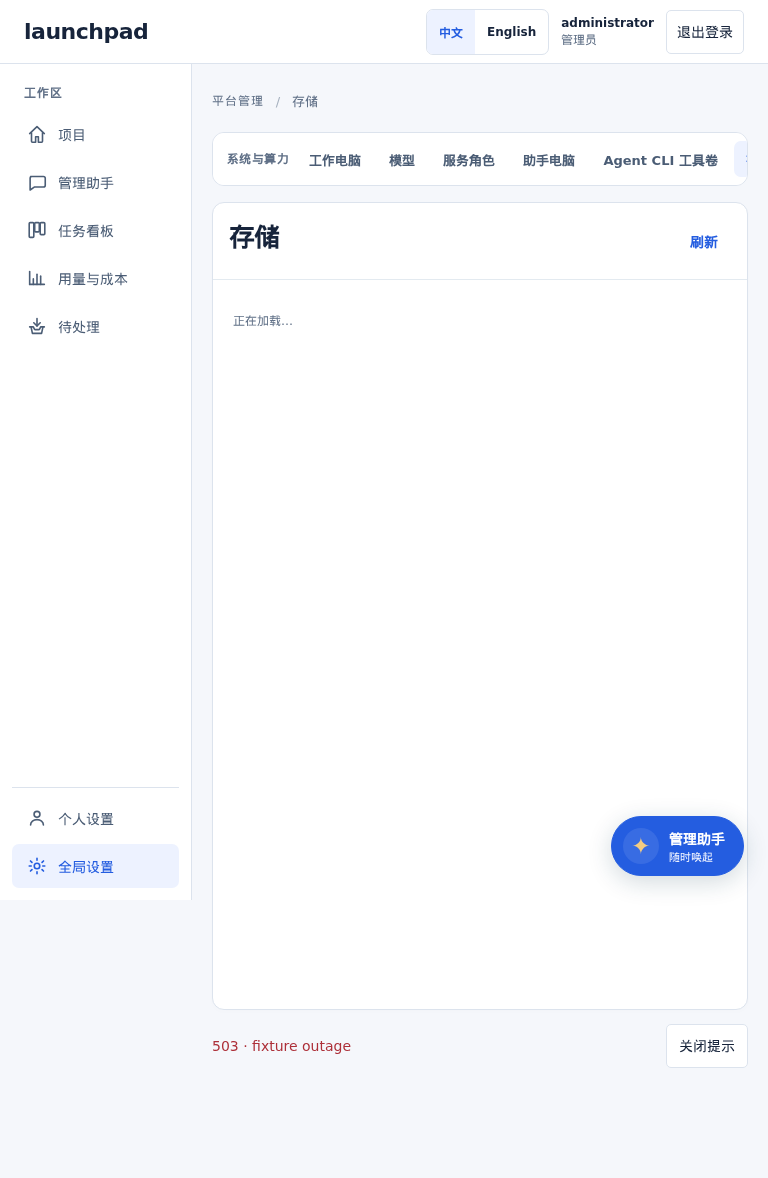 launchpad
中文
English
administrator
管理员
退出登录
工作区
项目
管理助手
任务看板
用量与成本
待处理
个人设置
全局设置
平台管理 / 存储
系统与算力
工作电脑
模型
服务角色
助手电脑
Agent CLI 工具卷
存储
刷新
正在加载…
管理助手
随时唤起
503 · fixture outage
关闭提示